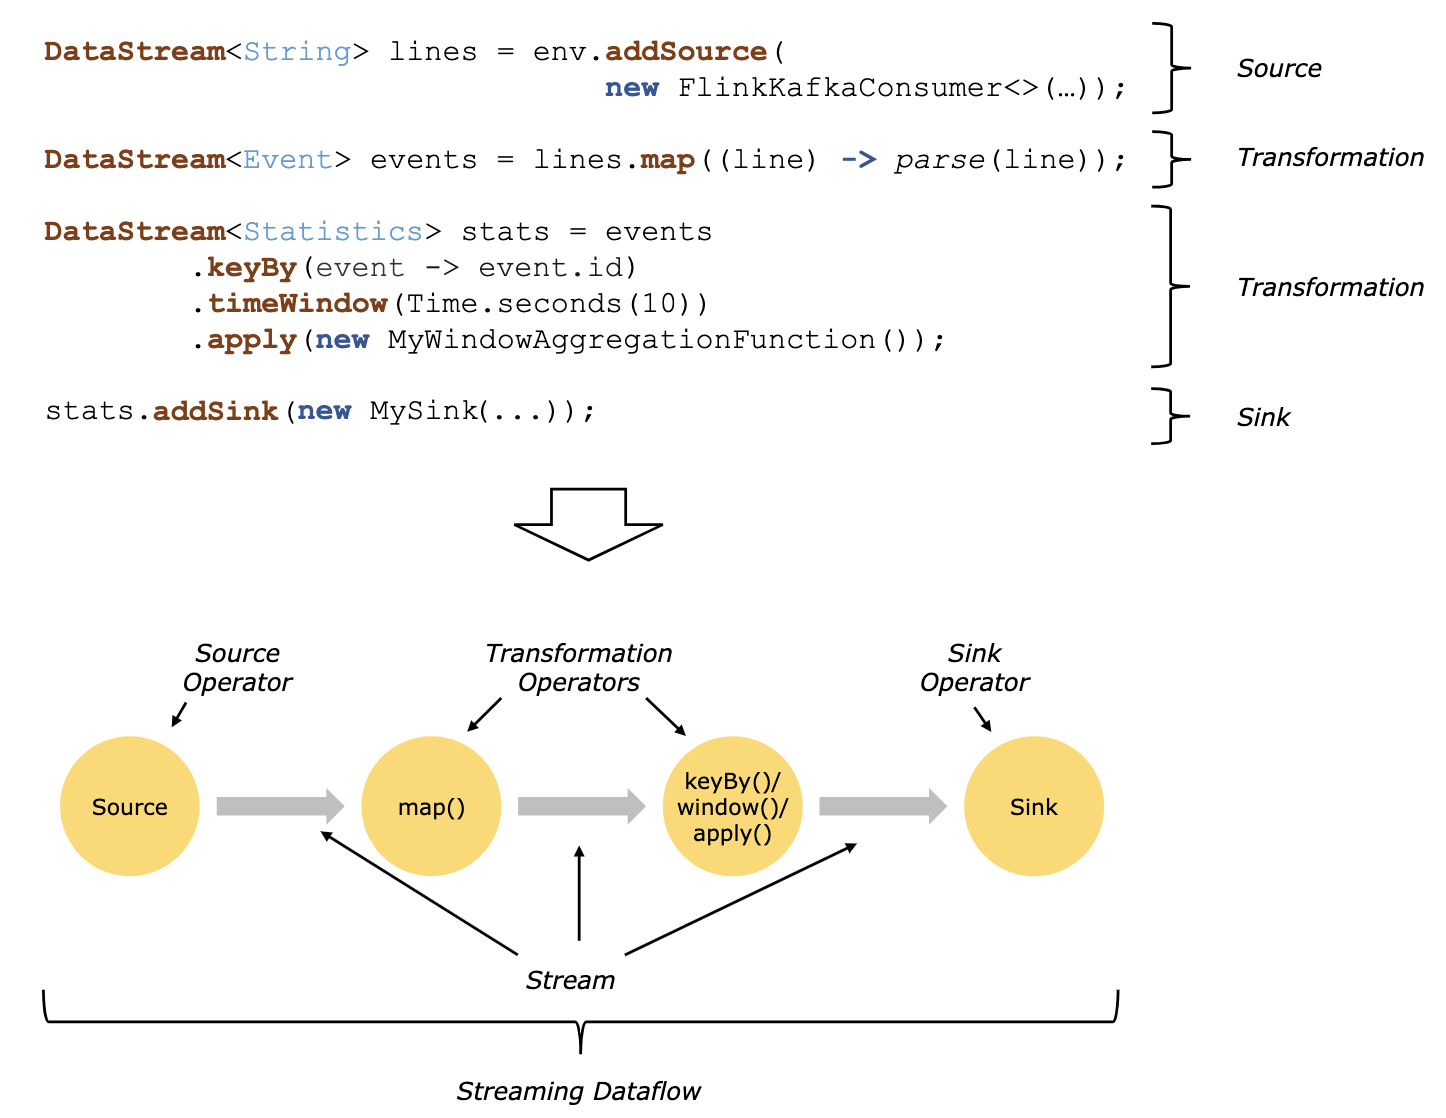 DataStream<String> lines = env.addSource(
new FlinkKafkaConsumer<>(…));
Source
DataStream<Event> events = lines.map((line) -> parse(line));
Transformation
DataStream<Statistics> stats = events
.keyBy(event -> event.id)
.timeWindow(Time.seconds(10))
.apply(new MyWindowAggregationFunction());
Transformation
stats.addSink(new MySink(...));
Sink
Source
Operator
Transformation
Operators
Sink
Operator
Source
map()
keyBy()/
window()/
apply()
Sink
Stream
Streaming Dataflow